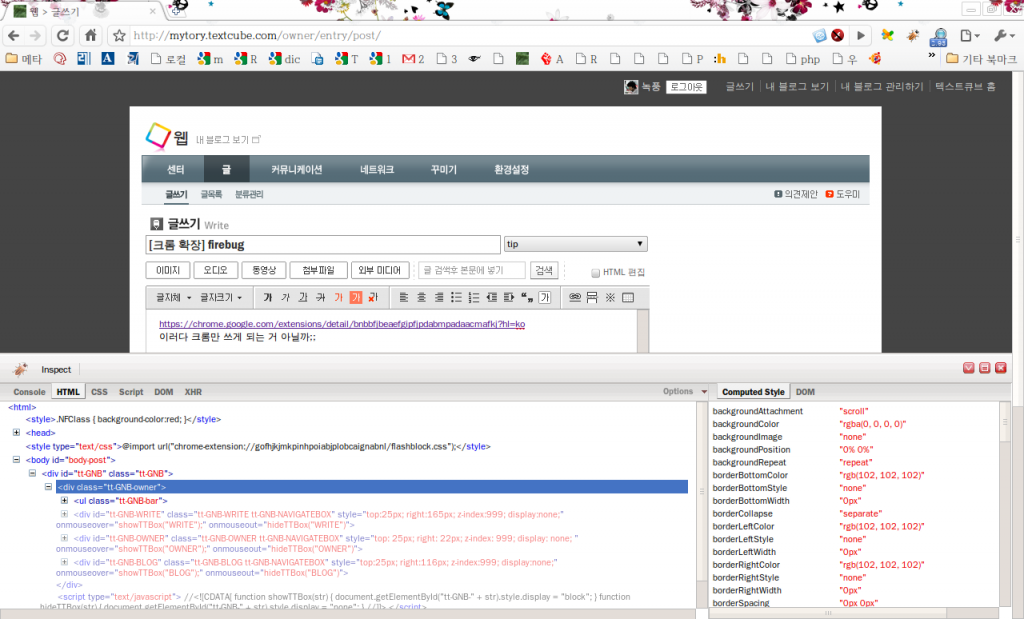 웹 > 글쓰기
http://mytory.textcube.com/owner/entry/post/
메타 로컬 m R dic T 1 2 3 A R P php 우 » 기타 북마크
녹풍 로그아웃 글쓰기 내 블로그 보기 내 블로그 관리하기 텍스트큐브 홈
웹 내 블로그 보기
센터 글 커뮤니케이션 네트워크 꾸미기 환경설정
글쓰기 글목록 분류관리 의견제안 도우미
글쓰기 Write
[크롬 확장] firebug tip
이미지 오디오 동영상 첨부파일 외부 미디어 글 검색후 본문에 넣기 검색 HTML 편집
글자체 글자크기 가 가 가 가 가 가 가 가
https://chrome.google.com/extensions/detail/bnbbfjbeaefgipfjpdabmpadaacmafkj?hl=ko
이러다 크롬만 쓰게 되는 거 아닐까;;
Inspect
Console HTML CSS Script DOM XHR Options
<html>
<style>.NFClass { background-color:red; }</style>
<head>
<style type="text/css">@import url("chrome-extension://gofhjkjmkpinhpoiabjplobcaignabnl/flashblock.css");</style>
<body id="body-post">
<div id="tt-GNB" class="tt-GNB">
<div class="tt-GNB-owner">
<ul class="tt-GNB-bar">
<div id="tt-GNB-WRITE" class="tt-GNB-WRITE tt-GNB-NAVIGATEBOX" style="top:25px; right:165px; z-index:999; display:none;"
onmouseover="showTTBox("WRITE");" onmouseout="hideTTBox("WRITE")">
<div id="tt-GNB-OWNER" class="tt-GNB-OWNER tt-GNB-NAVIGATEBOX" style="top: 25px; right: 22px; z-index: 999; display: none; "
onmouseover="showTTBox("OWNER");" onmouseout="hideTTBox("OWNER")">
<div id="tt-GNB-BLOG" class="tt-GNB-BLOG tt-GNB-NAVIGATEBOX" style="top:25px; right:116px; z-index:999; display:none;"
onmouseover="showTTBox("BLOG");" onmouseout="hideTTBox("BLOG")">
</div>
<script type="text/javascript"> //<![CDATA[ function showTTBox(str) { document.getElementById("tt-GNB-" + str).style.display = "block"; } function
hideTTBox(str) { document.getElementById("tt-GNB-" + str).style.display = "none"; } //]]> </script>
Computed Style DOM
backgroundAttachment "scroll"
backgroundColor "rgba(0, 0, 0, 0)"
backgroundImage "none"
backgroundPosition "0% 0%"
backgroundRepeat "repeat"
borderBottomColor "rgb(102, 102, 102)"
borderBottomStyle "none"
borderBottomWidth "0px"
borderCollapse "separate"
borderLeftColor "rgb(102, 102, 102)"
borderLeftStyle "none"
borderLeftWidth "0px"
borderRightColor "rgb(102, 102, 102)"
borderRightStyle "none"
borderRightWidth "0px"
borderSpacing "0px 0px"